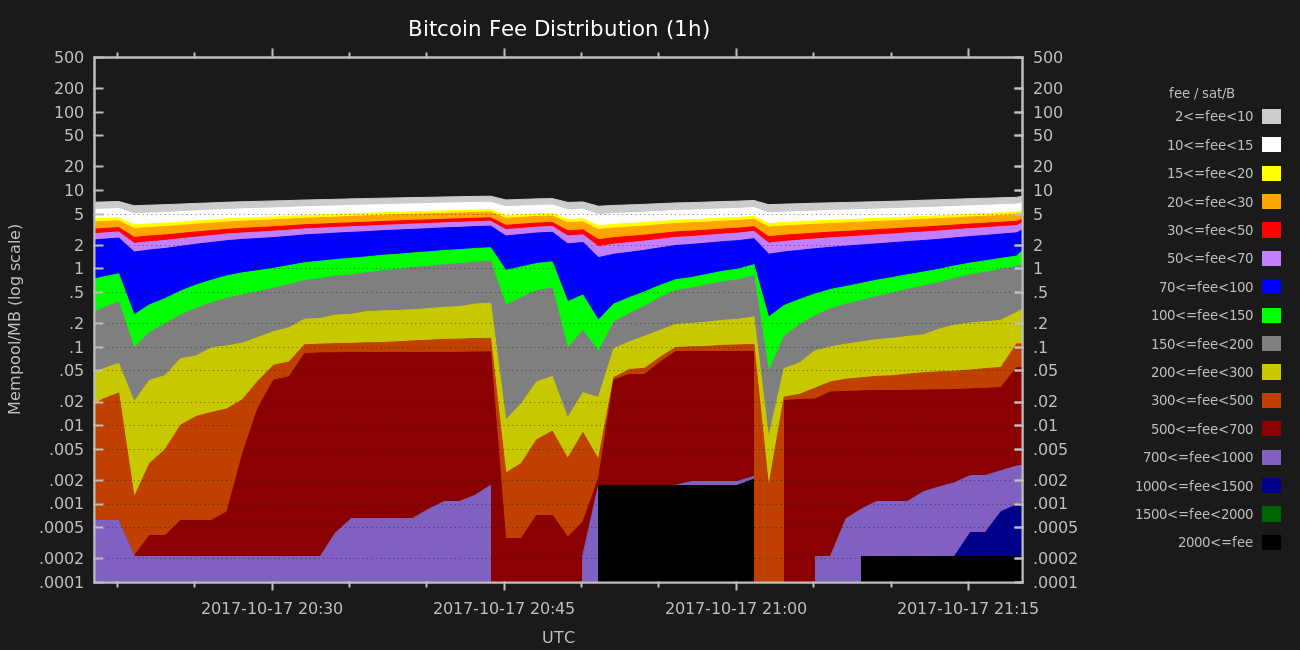 Bitcoin Fee Distribution (1h)
Mempool/MB (log scale)
500
200
100
50
20
10
5
2
1
.5
.2
.1
.05
.02
.01
.005
.002
.001
.0005
.0002
.0001
500
200
100
50
20
10
5
2
1
.5
.2
.1
.05
.02
.01
.005
.002
.001
.0005
.0002
.0001
2017-10-17 20:30
2017-10-17 20:45
2017-10-17 21:00
2017-10-17 21:15
UTC
fee / sat/B
2<=fee<10
10<=fee<15
15<=fee<20
20<=fee<30
30<=fee<50
50<=fee<70
70<=fee<100
100<=fee<150
150<=fee<200
200<=fee<300
300<=fee<500
500<=fee<700
700<=fee<1000
1000<=fee<1500
1500<=fee<2000
2000<=fee